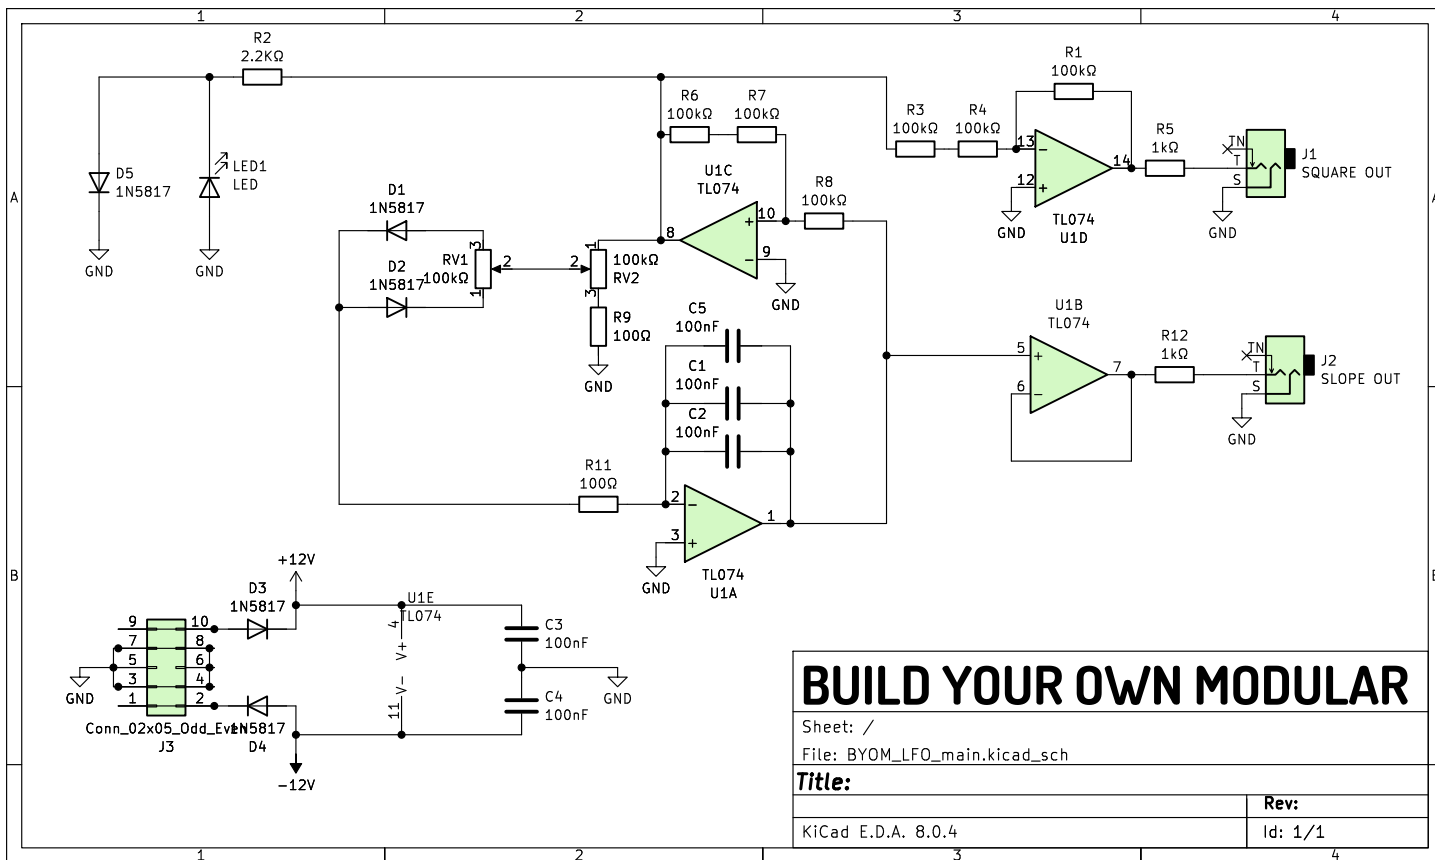 1 2 3 4
R2
2.2KΩ
R1
100kΩ
R6 R7
100kΩ 100kΩ
R3 R4
100kΩ 100kΩ
13
−
14
12
+
TL074
U1D
GND
R5
1kΩ
TN
T
S
J1
SQUARE OUT
GND
D5
1N5817
GND
LED1
LED
GND
A
A
D1
1N5817
D2
1N5817
RV1
100kΩ
3
2
1
2
1
3
100kΩ
RV2
R9
100Ω
GND
U1C
TL074
8
10
+
9
−
GND
R8
100kΩ
C5
100nF
C1
100nF
C2
100nF
U1B
TL074
5
+
6
−
7
R12
1kΩ
TN
T
S
J2
SLOPE OUT
GND
R11
100Ω
2
−
3
+
1
TL074
U1A
GND
B
+12V
D3
1N5817
9 10
7 8
5 6
3 4
1 2
GND
Conn_02x05_Odd_Even
J3
1N5817
D4
-12V
U1E
TL074
4
V+
V-
11
C3
100nF
C4
100nF
GND
BUILD YOUR OWN MODULAR
Sheet: /
File: BYOM_LFO_main.kicad_sch
Title:
Rev:
KiCad E.D.A. 8.0.4
Id: 1/1
1 2 3 4